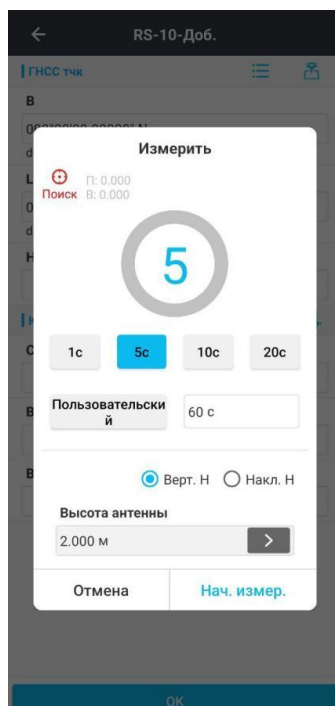 RS-10-Доб.
ГНСС тчк
B
Измерить
П: 0.000
Поиск В: 0.000
L
H
5
1с 5с 10с 20с
Пользовательски
й
60 с
Верт. Н Накл. Н
Высота антенны
2.000 м
Отмена Нач. измер.
ОК